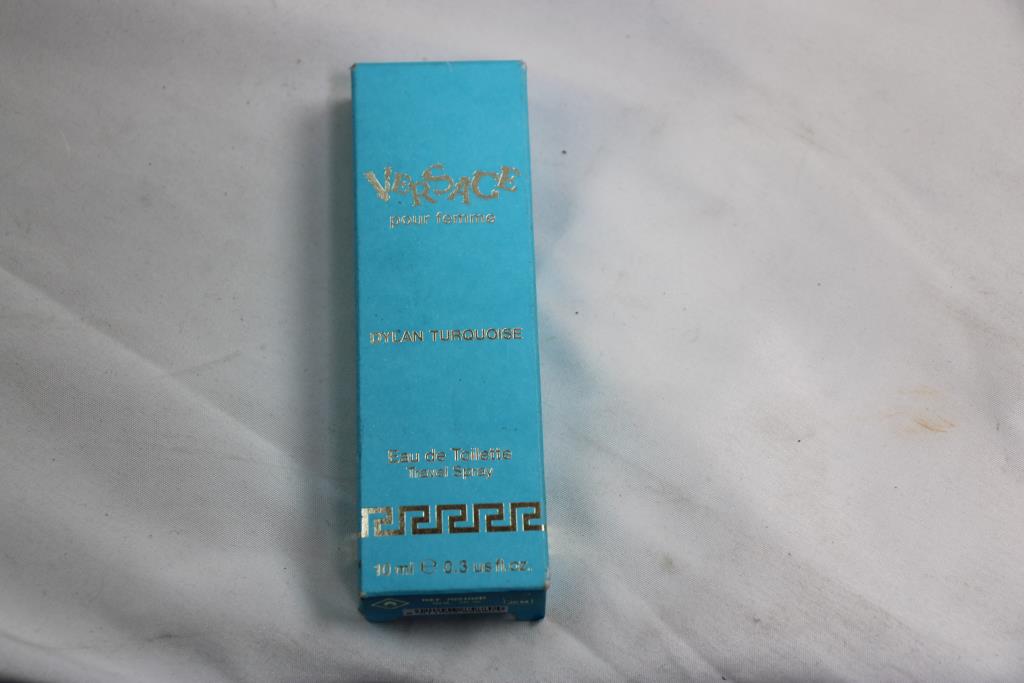 VERSACE
pour femme
DYLAN TURQUOISE
Eau de Toilette
Travel Spray
10 ml ℮ 0.3 us fl. oz.